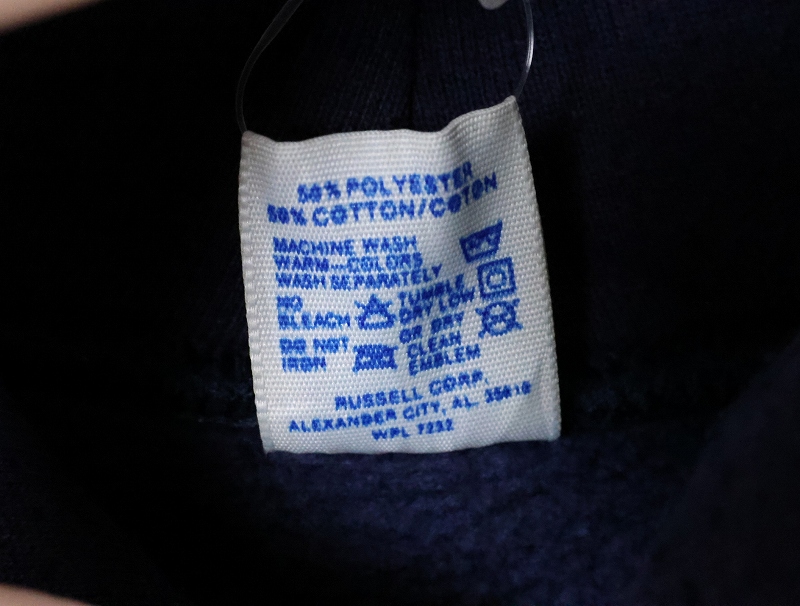 50% POLYESTER
50% COTTON/COTON
MACHINE WASH
WARM—COLORS
WASH SEPARATELY
NO
BLEACH
DO NOT
IRON
TUMBLE
DRY LOW
OR DRY
CLEAN
EMBLEM
RUSSELL CORP.
ALEXANDER CITY, AL. 35010
WPL 7232